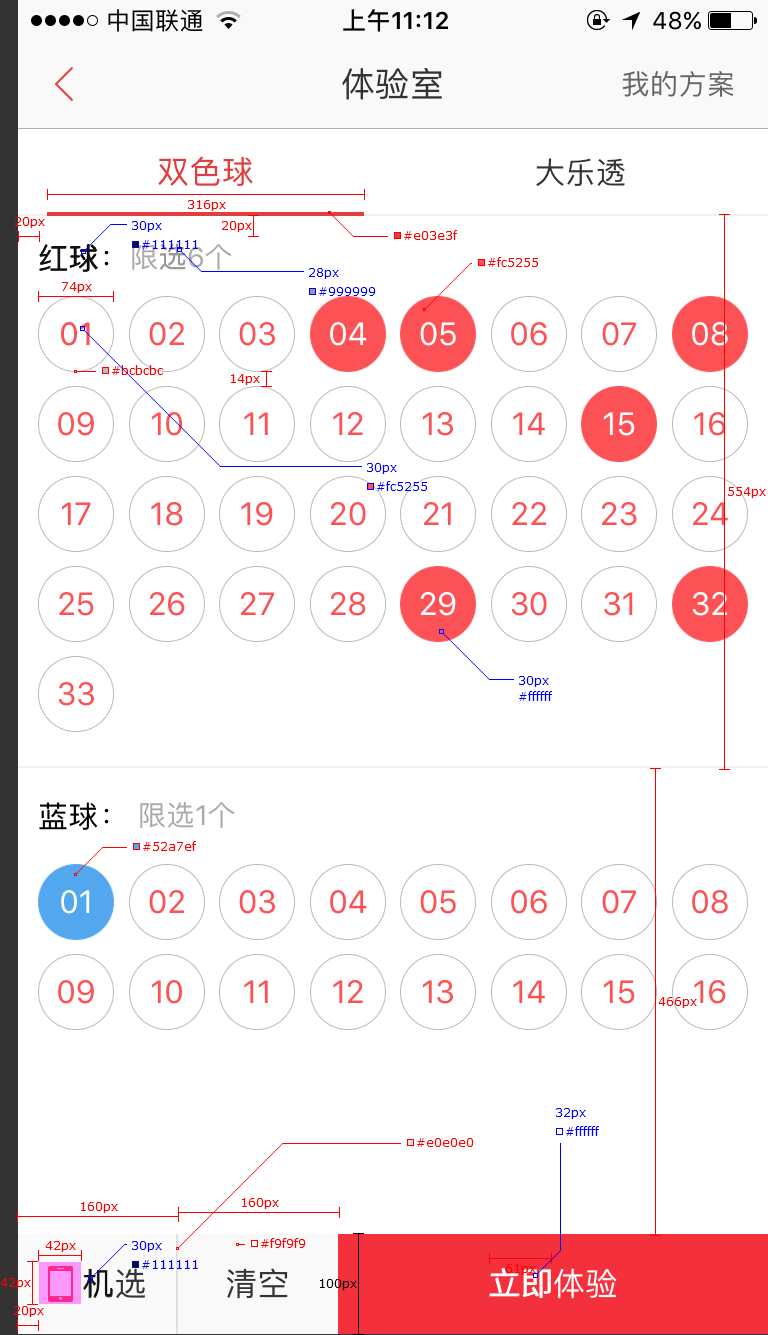 中国联通 上午11:12 48%
体验室 我的方案
双色球 大乐透
316px
20px 30px 20px
#111111 #e03e3f
红球： 限选6个 #fc5255
28px
#999999
74px
01 02 03 04 05 06 07 08
#bcbcbc 14px
09 10 11 12 13 14 15 16
30px
#fc5255 554px
17 18 19 20 21 22 23 24
25 26 27 28 29 30 31 32
30px
#ffffff
33
蓝球： 限选1个
#52a7ef
01 02 03 04 05 06 07 08
09 10 11 12 13 14 15 16
466px
32px
#ffffff
#e0e0e0
160px 160px
42px 30px #f9f9f9
#111111 61px
42px 机选 清空 100px 立即体验
20px